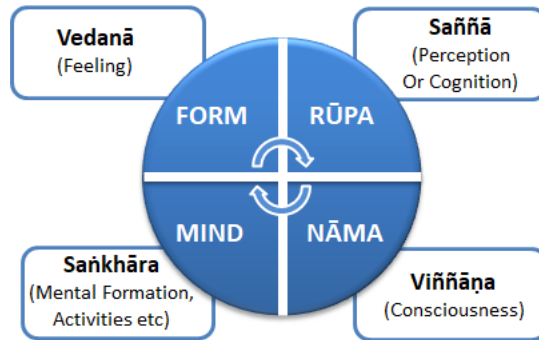 Vedanā
(Feeling)
Saññā
(Perception
Or Cognition)
FORM
RŪPA
MIND
NĀMA
Saṅkhāra
(Mental Formation,
Activities etc)
Viññāṇa
(Consciousness)